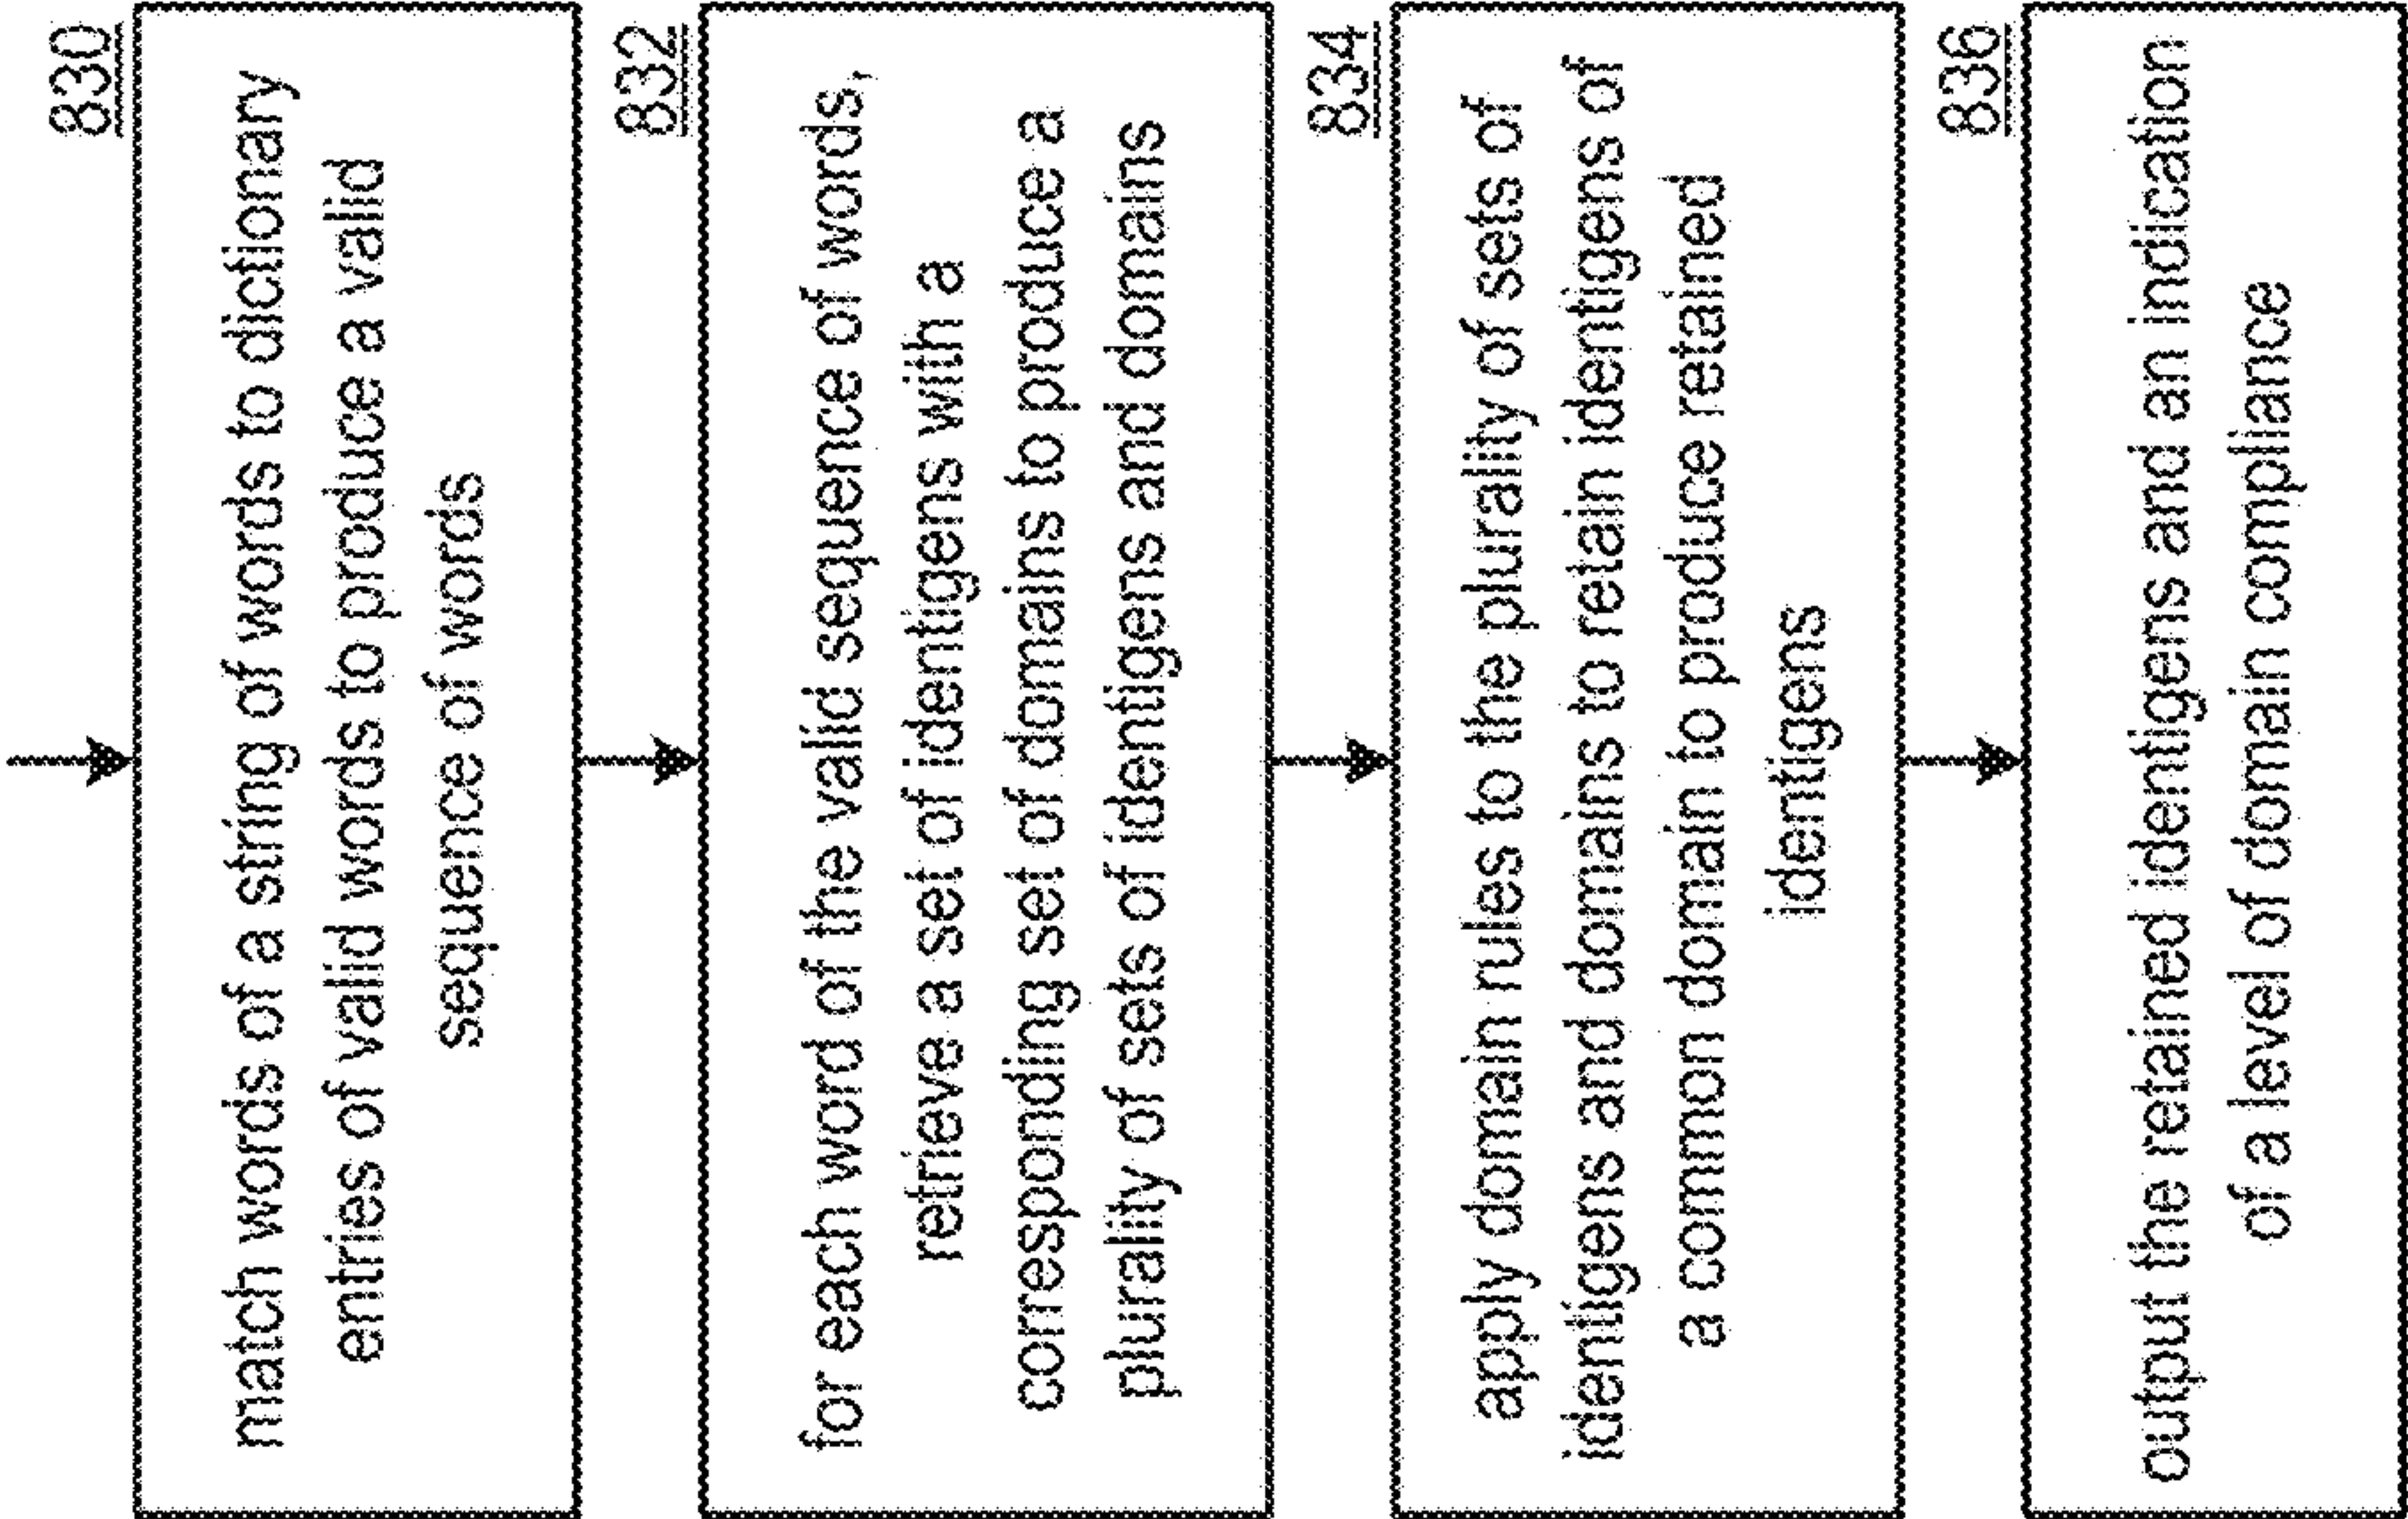 830
match words of a string of words to dictionary
entries of valid words to produce a valid
sequence of words
832
for each word of the valid sequence of words,
retrieve a set of identigens with a
corresponding set of domains to produce a
plurality of sets of identigens and domains
834
apply domain rules to the plurality of sets of
identigens and domains to retain identigens of
a common domain to produce retained
identigens
836
output the retained identigens and an indication
of a level of domain compliance